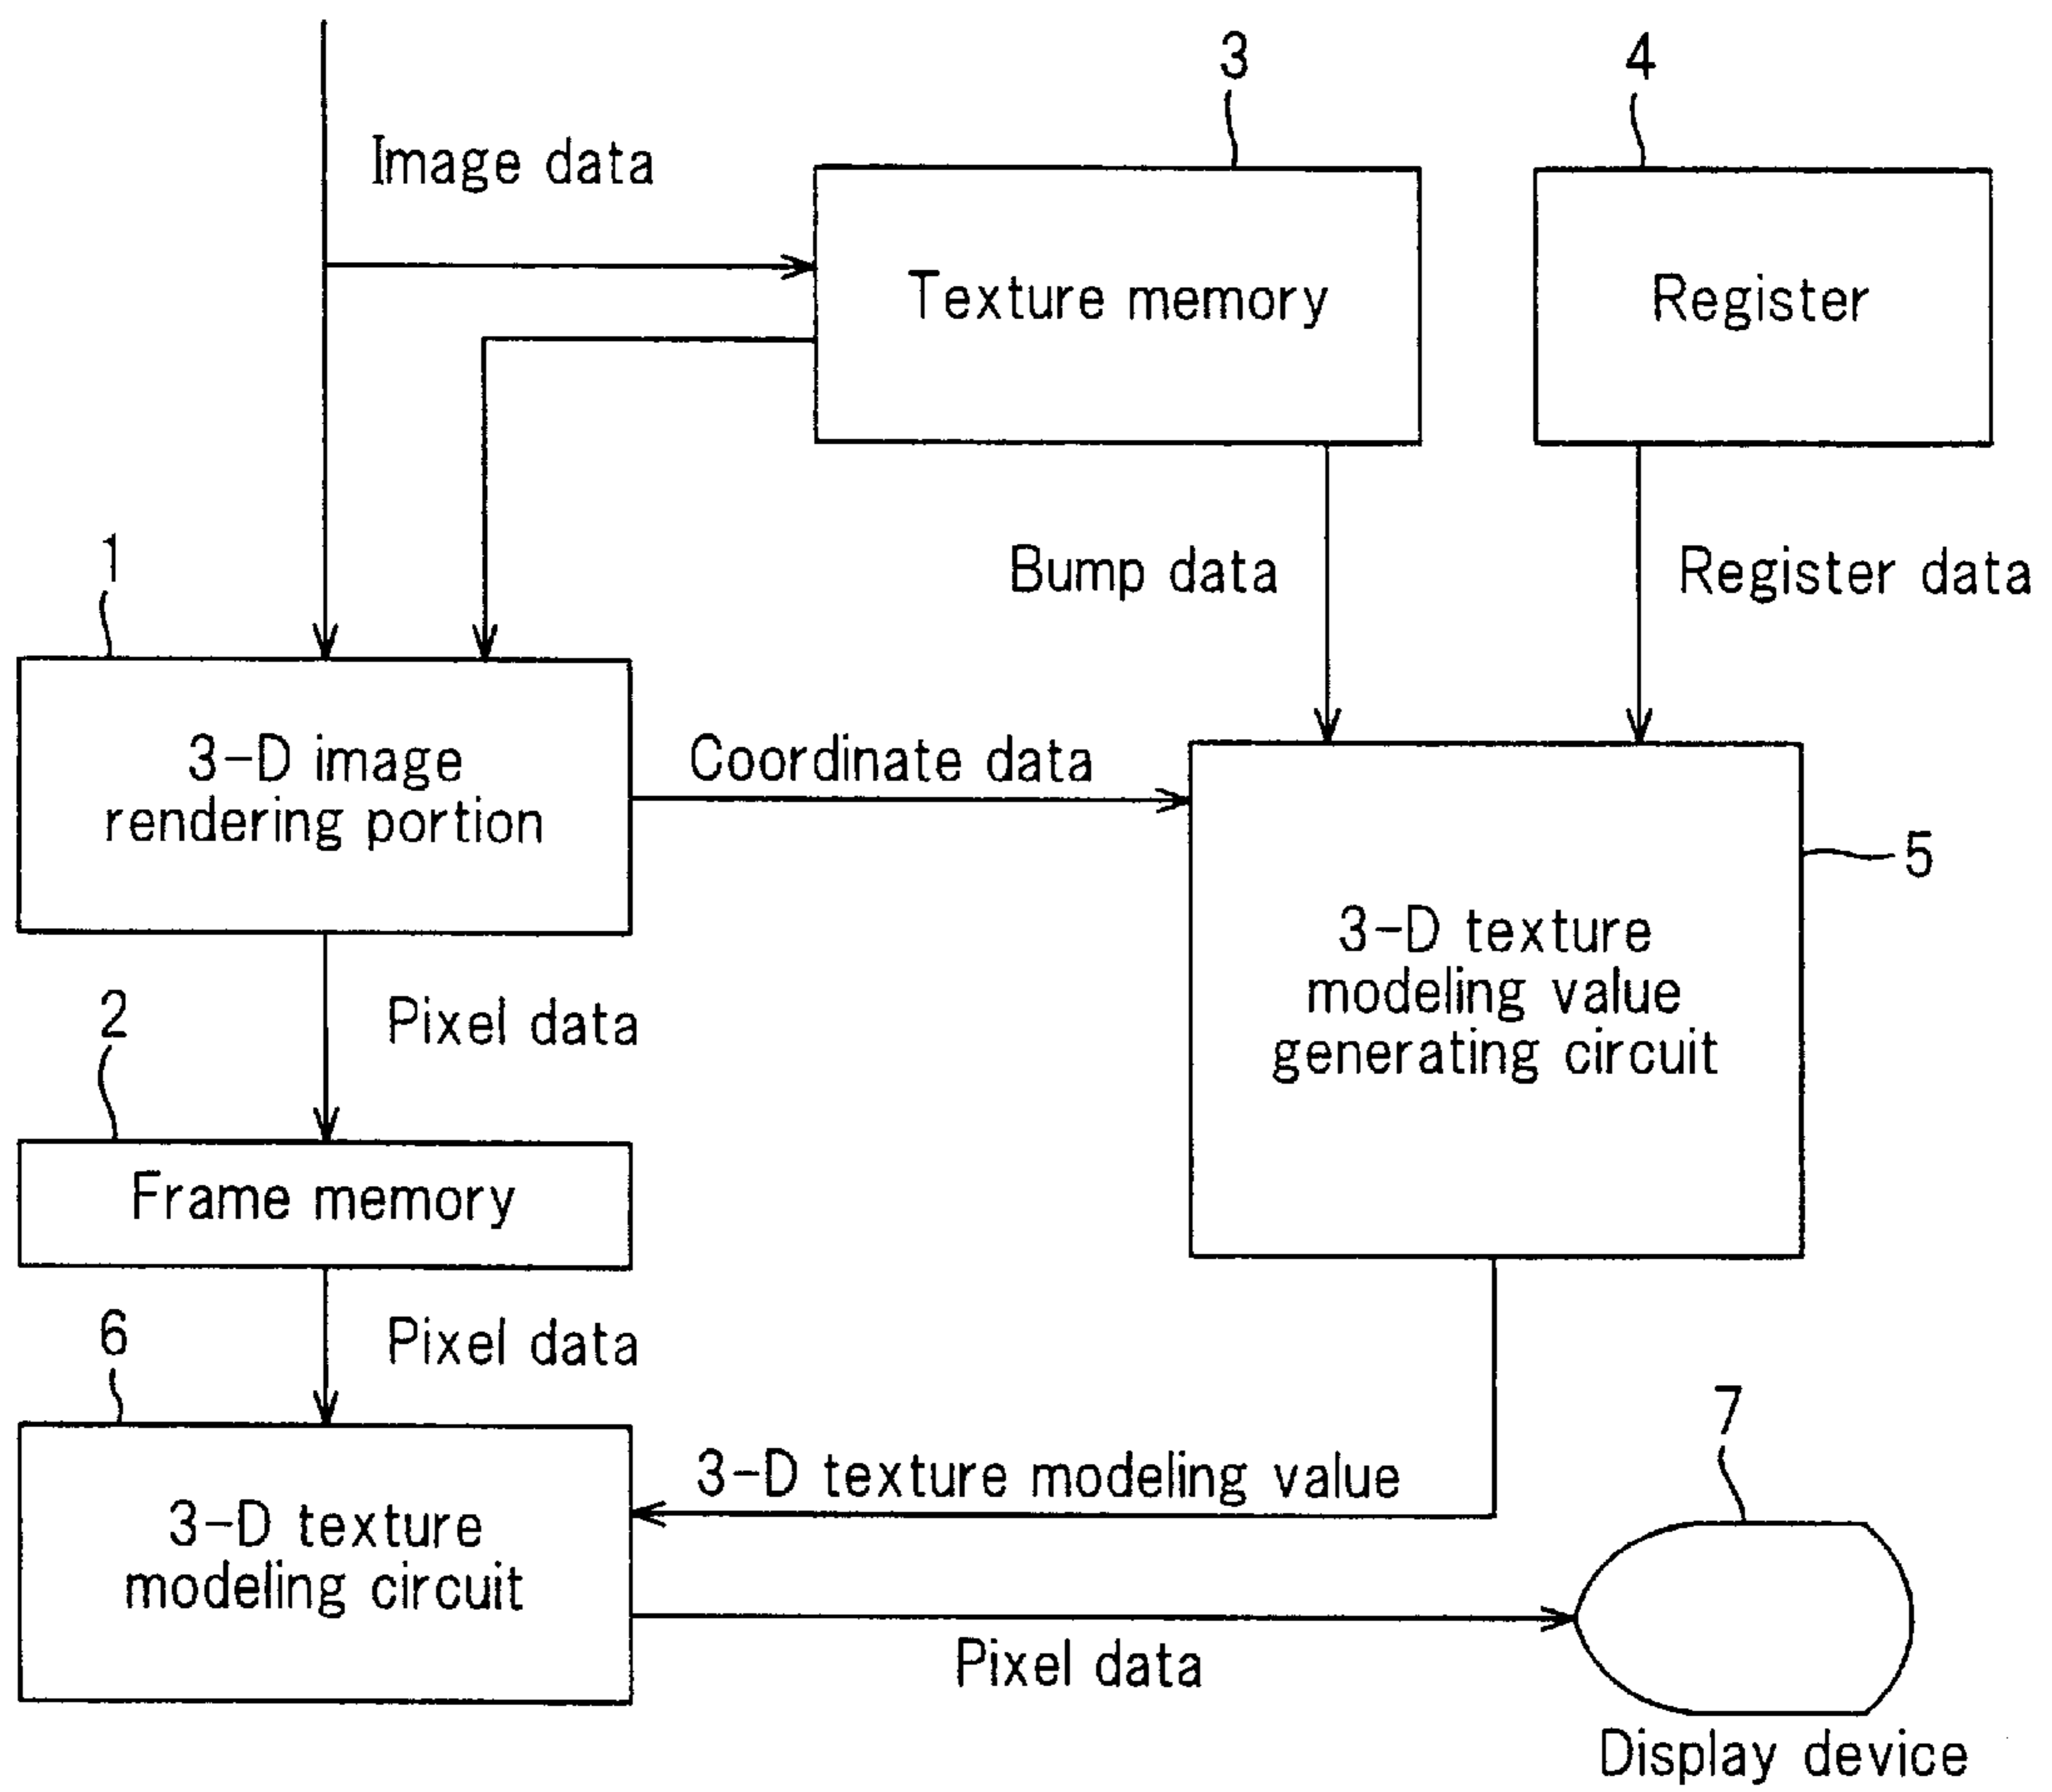 3
4
Image data
Texture memory
Register
1
Bump data
Register data
3-D image
rendering portion
Coordinate data
5
3-D texture
modeling value
generating circuit
2
Pixel data
Frame memory
6
Pixel data
7
3-D texture modeling value
3-D texture
modeling circuit
Pixel data
Display device